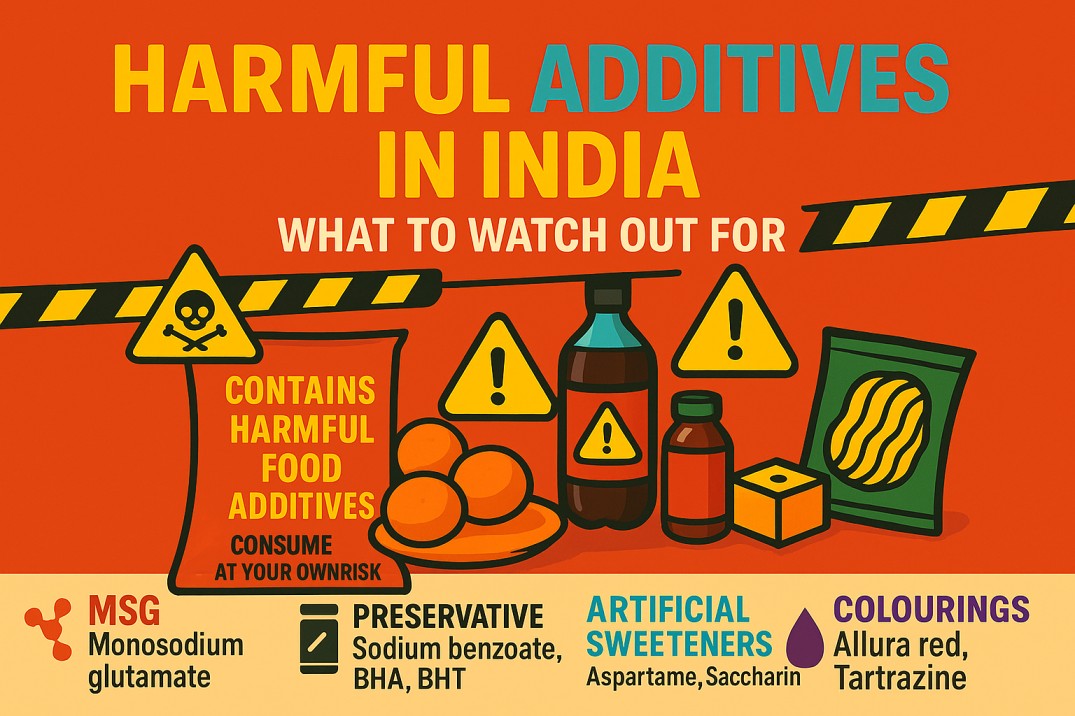 HARMFUL ADDITIVES
IN INDIA
WHAT TO WATCH OUT FOR
CONTAINS
HARMFUL
FOOD
ADDITIVES
CONSUME
AT YOUR OWNRISK
MSG
Monosodium
glutamate
PRESERVATIVE
Sodium benzoate,
BHA, BHT
ARTIFICIAL
SWEETENERS
Aspartame, Saccharin
COLOURINGS
Allura red,
Tartrazine